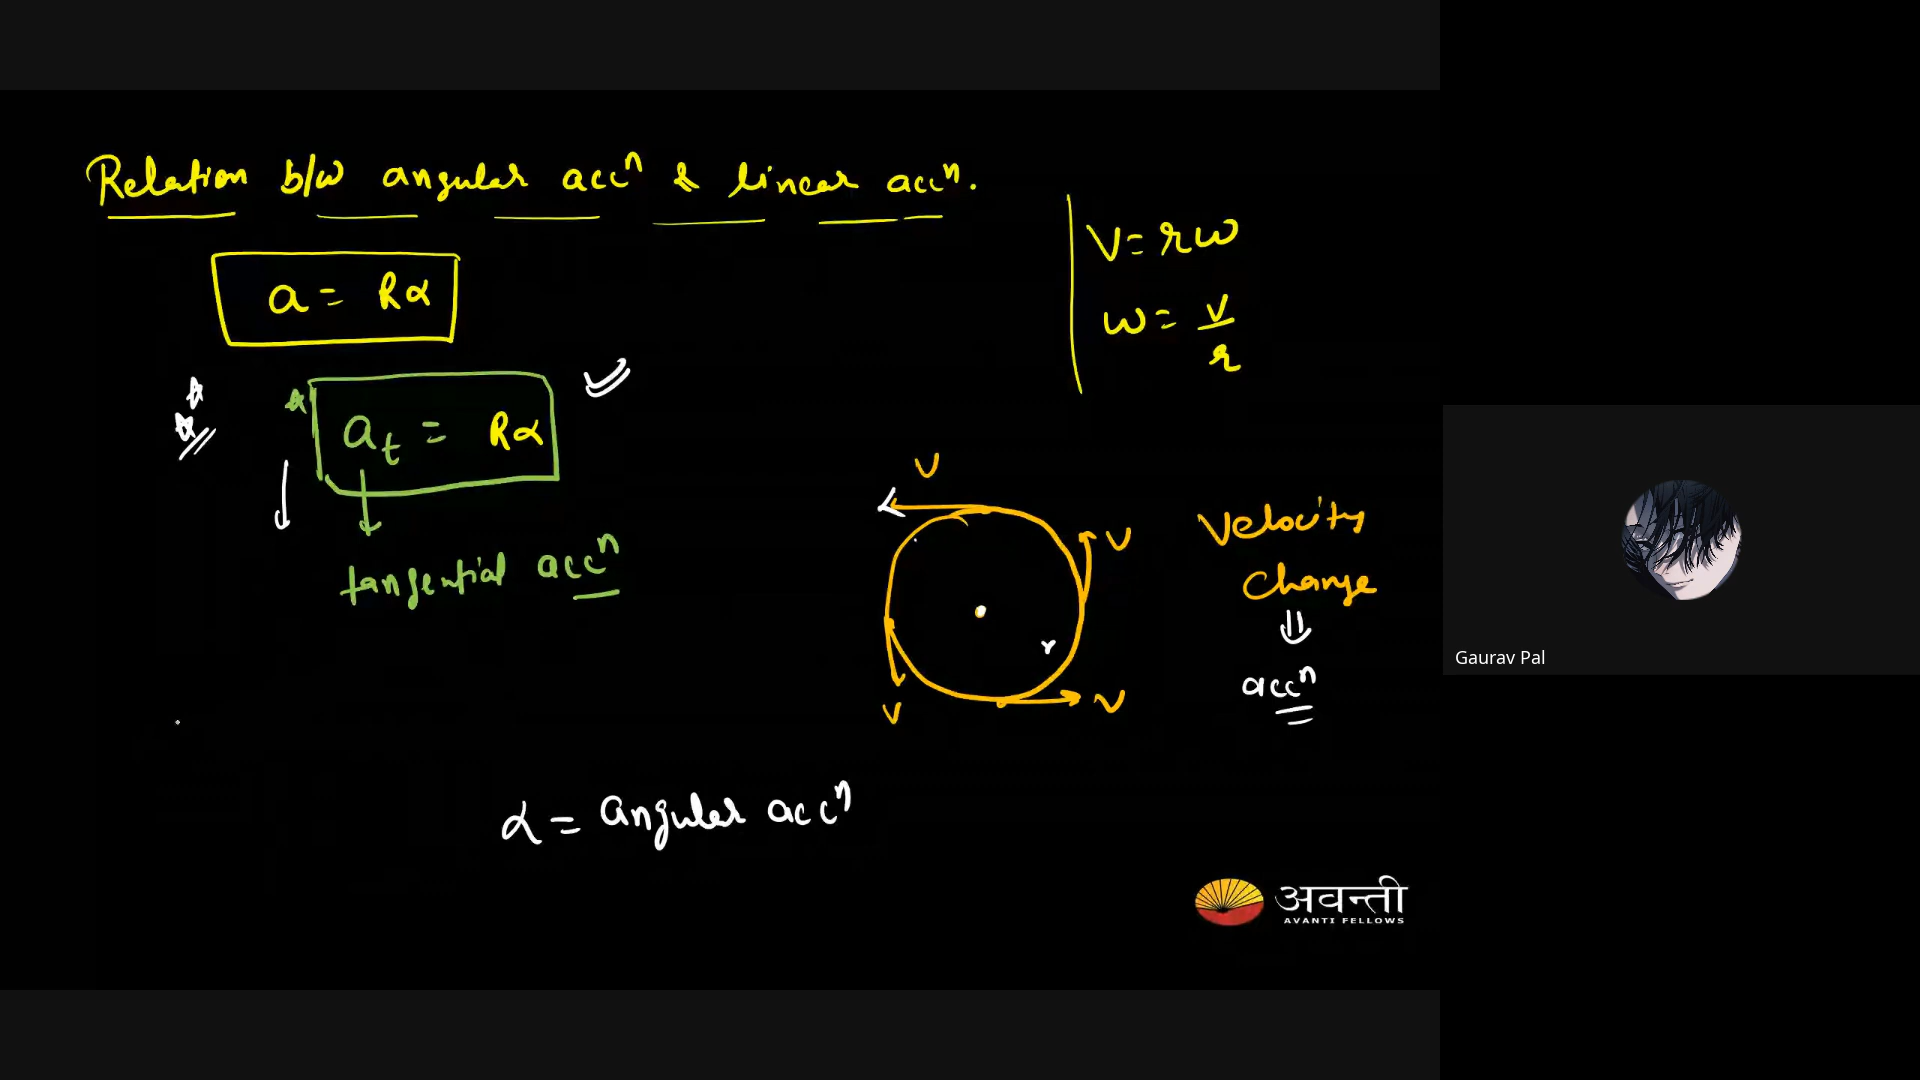 Relation b/w angular accⁿ & linear accⁿ.
a = Rα
V = rω
ω = v/r
a_t = Rα
tangential accⁿ
V
V
V
V
r
Velocity
Change
⇓
accⁿ
α = angular accⁿ
अवन्ती
AVANTI FELLOWS
Gaurav Pal